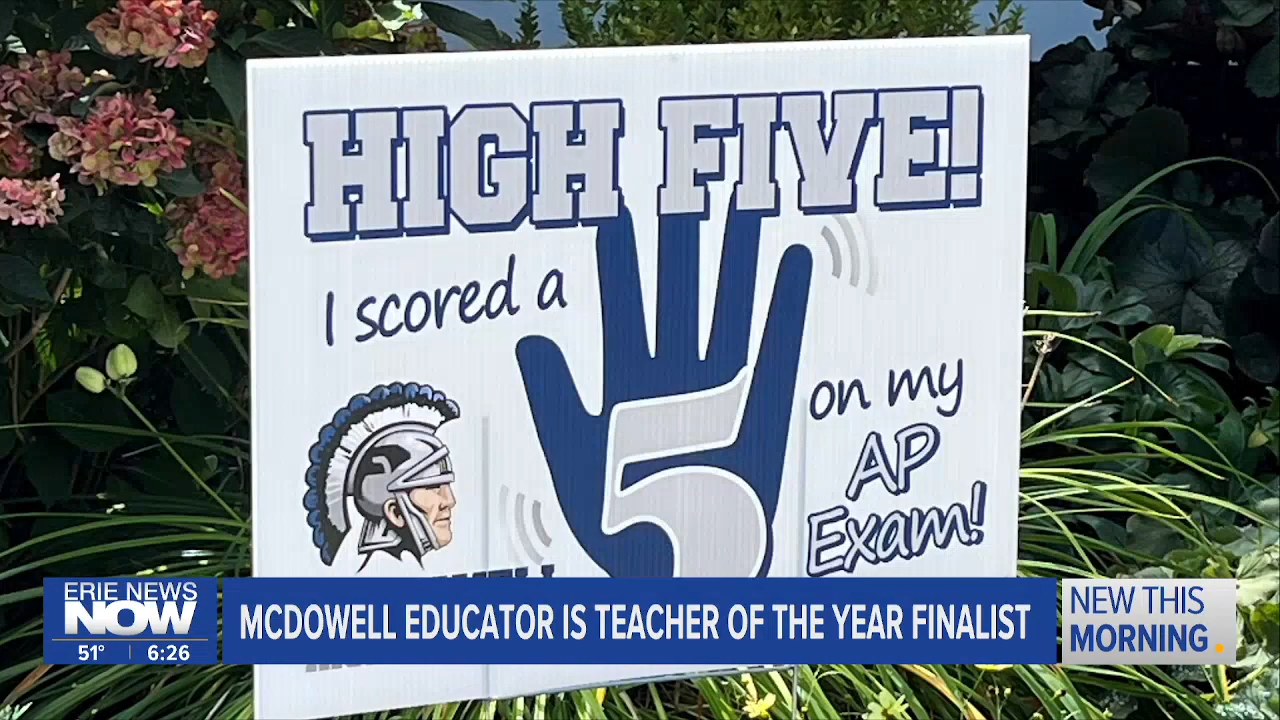 HIGH FIVE!
I scored a
5
on my
AP
Exam!
ERIE NEWS
NOW
51° | 6:26
MCDOWELL EDUCATOR IS TEACHER OF THE YEAR FINALIST
NEW THIS
MORNING.